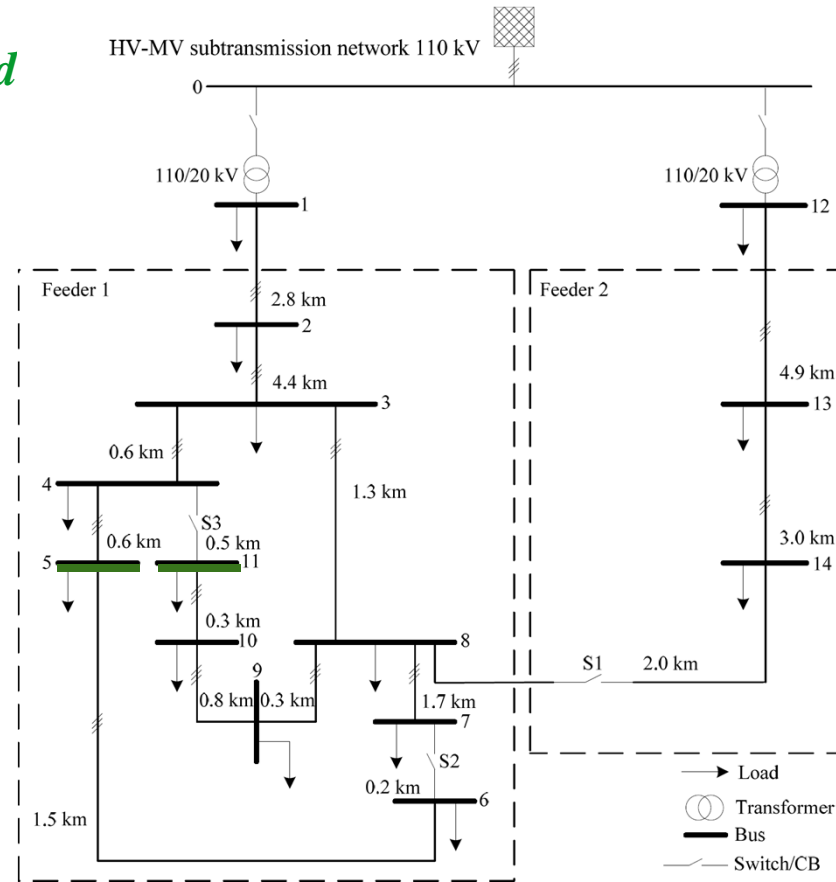 d
HV-MV subtransmission network 110 kV
0
110/20 kV
110/20 kV
1
12
Feeder 1
Feeder 2
2.8 km
2
4.9 km
4.4 km
3
13
0.6 km
4
1.3 km
S3
0.6 km
0.5 km
3.0 km
5
11
14
0.3 km
10
8
9
S1
2.0 km
0.8 km
0.3 km
1.7 km
7
S2
0.2 km
6
1.5 km
Load
Transformer
Bus
Switch/CB